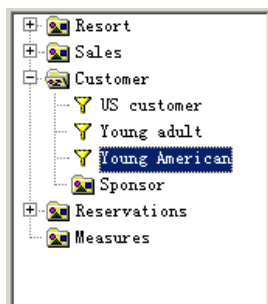 Resort
Sales
Customer
US customer
Young adult
Young American
Sponsor
Reservations
Measures